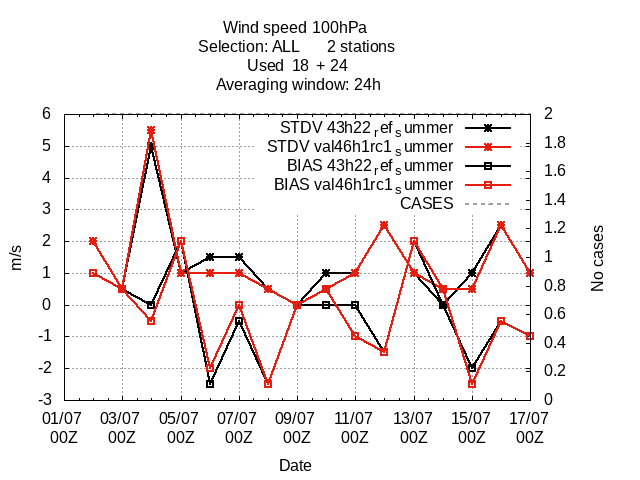 Wind speed 100hPa
Selection: ALL 2 stations
Used 18 + 24
Averaging window: 24h
STDV 43h22refsummer
STDV val46h1rc1summer
BIAS 43h22refsummer
BIAS val46h1rc1summer
CASES
6
5
4
3
2
1
0
-1
-2
-3
m/s
2
1.8
1.6
1.4
1.2
1
0.8
0.6
0.4
0.2
0
No cases
01/07 03/07 05/07 07/07 09/07 11/07 13/07 15/07 17/07
00Z 00Z 00Z 00Z 00Z 00Z 00Z 00Z 00Z
Date